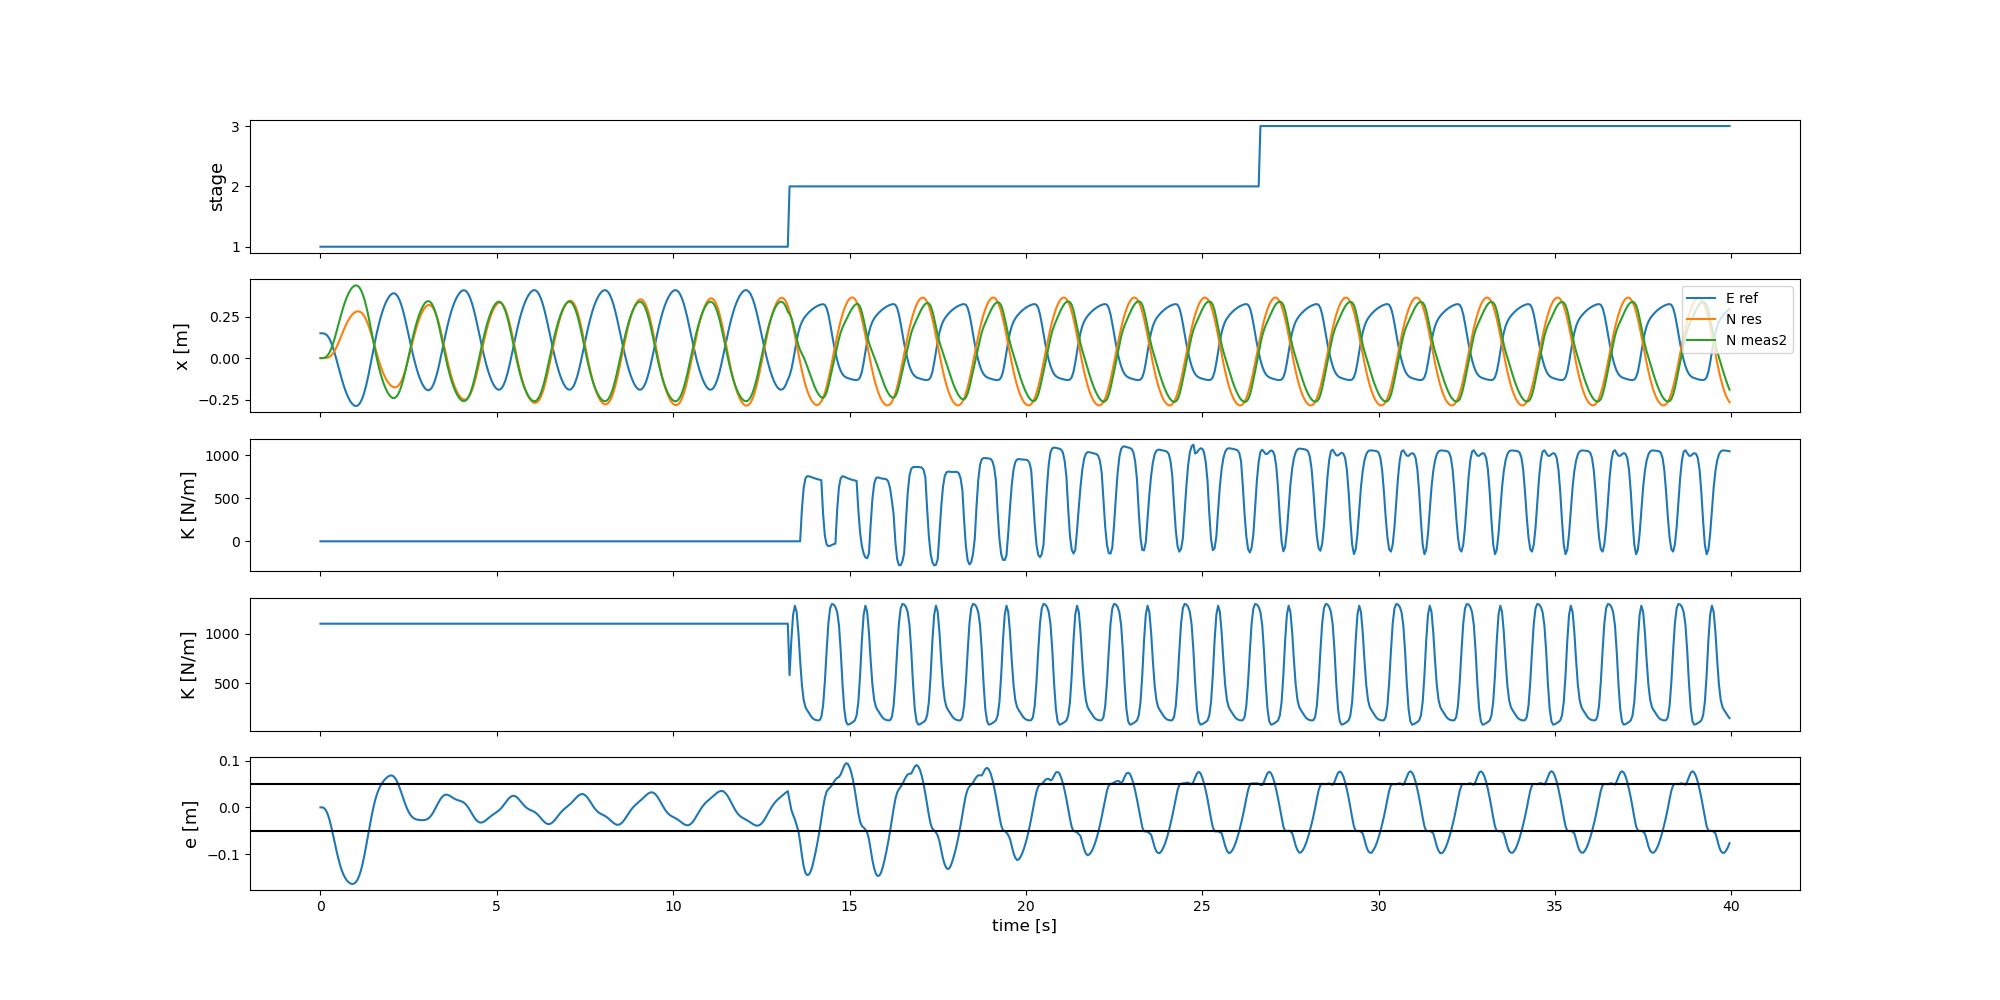 stage
3
2
1
x [m]
0.25
0.00
−0.25
E ref
N res
N meas2
K [N/m]
1000
500
0
K [N/m]
1000
500
e [m]
0.1
0.0
−0.1
0 5 10 15 20 25 30 35 40
time [s]